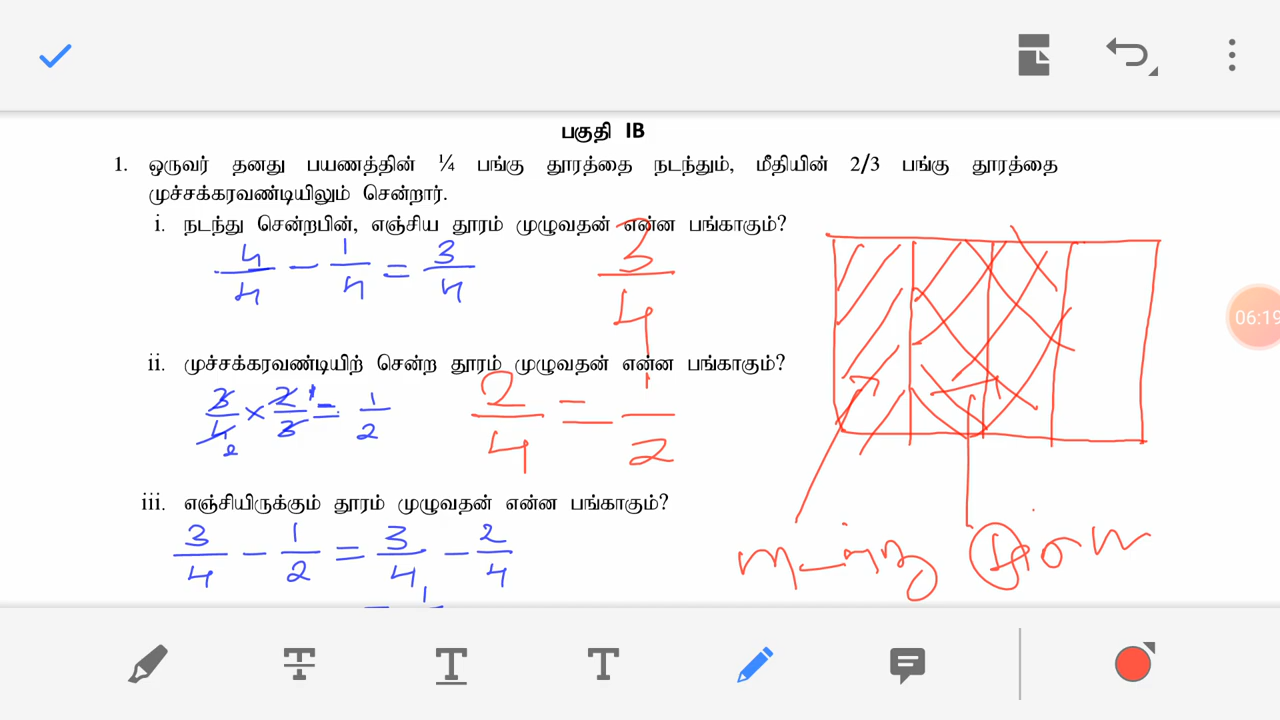 பகுதி IB
1. ஒருவர் தனது பயணத்தின் ¼ பங்கு தூரத்தை நடந்தும், மீதியின் 2/3 பங்கு தூரத்தை
முச்சக்கரவண்டியிலும் சென்றார்.
i. நடந்து சென்றபின், எஞ்சிய தூரம் முழுவதன் என்ன பங்காகும்?
4/4 - 1/4 = 3/4
3/4
06:19
ii. முச்சக்கரவண்டியிற் சென்ற தூரம் முழுவதன் என்ன பங்காகும்?
3/4 × 2/3 = 1/2
2/4 = 1/2
iii. எஞ்சியிருக்கும் தூரம் முழுவதன் என்ன பங்காகும்?
3/4 - 1/2 = 3/4 - 2/4